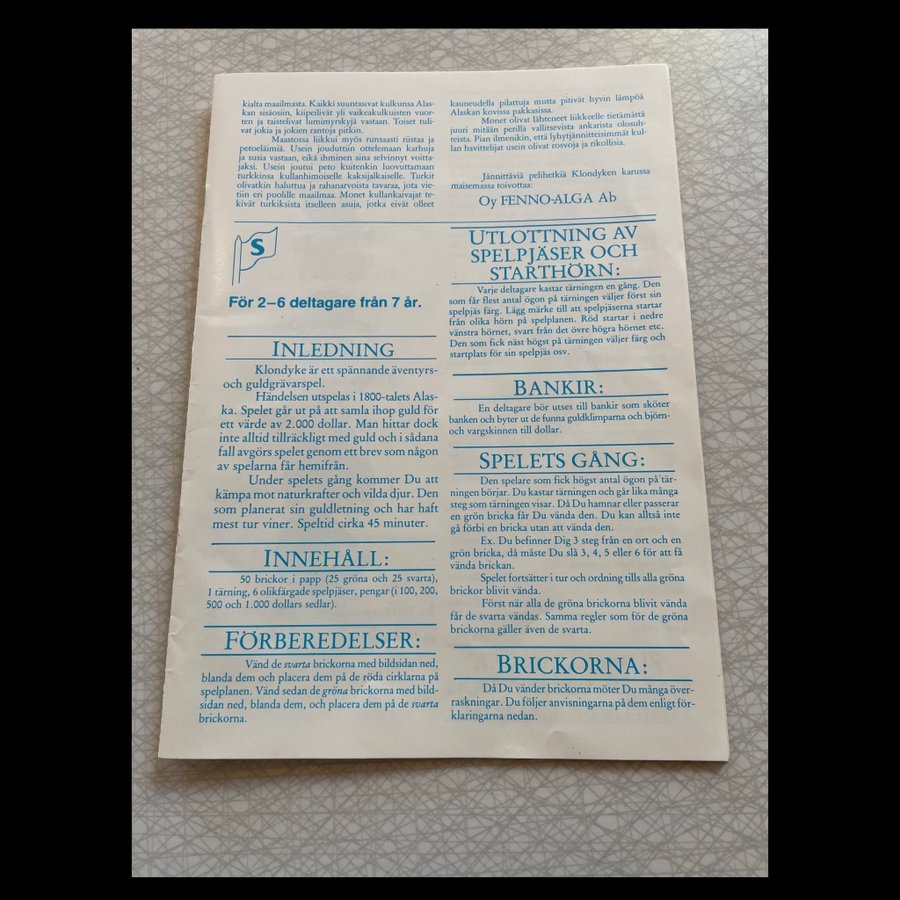 kialta maailmasta. Kaikki suuntasivat kulkunsa Alas-
kan sisäosiin, kiipeilivät yli vaikeakulkuisten vuor-
ten ja taistelivat lumimyrskyjä vastaan. Toiset tuli-
vat jokia ja jokien rantoja pitkin.
Maastossa liikkui myös runsaasti riistaa ja
petoeläimiä. Usein jouduttiin ottelemaan karhuja
ja susia vastaan, eikä ihminen aina selvinnyt voitta-
jaksi. Usein joutui peto kuitenkin luovuttamaan
turkkinsa kullanhimoiselle kaksijalkaiselle. Turkit
olivatkin haluttua ja rahanarvoista tavaraa, jota vie-
tiin eri puolille maailmaa. Monet kullankaivajat te-
kivät turkiksista itselleen asuja, jotka eivät olleet
kauneudella pilattuja mutta pitivät hyvin lämpöä
Alaskan kovissa pakkasissa.
Monet olivat lähteneet liikkeelle tietämättä
juuri mitään perillä vallitsevista ankarista olosuh-
teista. Pian ilmenikin, että lyhytjännitteisimmät kul-
lan havittelijat usein olivat rosvoja ja rikollisia.
Jännittäviä pelihetkiä Klondyken karussa
maisemassa toivottaa:
Oy FENNO-ALGA Ab
S
För 2–6 deltagare från 7 år.
INLEDNING
Klondyke är ett spännande äventyrs-
och guldgrävarspel.
Händelsen utspelas i 1800-talets Alas-
ka. Spelet går ut på att samla ihop guld för
ett värde av 2.000 dollar. Man hittar dock
inte alltid tillräckligt med guld och i sådana
fall avgörs spelet genom ett brev som någon
av spelarna får hemifrån.
Under spelets gång kommer Du att
kämpa mot naturkrafter och vilda djur. Den
som planerat sin guldletning och har haft
mest tur viner. Speltid cirka 45 minuter.
INNEHÅLL:
50 brickor i papp (25 gröna och 25 svarta),
1 tärning, 6 olikfärgade spelpjäser, pengar (i 100, 200,
500 och 1.000 dollars sedlar).
FÖRBEREDELSER:
Vänd de svarta brickorna med bildsidan ned,
blanda dem och placera dem på de röda cirklarna på
spelplanen. Vänd sedan de gröna brickorna med bild-
sidan ned, blanda dem, och placera dem på de svarta
brickorna.
UTLOTTNING AV
SPELPJÄSER OCH
STARTHÖRN:
Varje deltagare kastar tärningen en gång. Den
som får flest antal ögon på tärningen väljer först sin
spelpjäs färg. Lägg märke till att spelpjäserna startar
från olika hörn på spelplanen. Röd startar i nedre
vänstra hörnet, svart från det övre högra hörnet etc.
Den som fick näst högst på tärningen väljer färg och
startplats för sin spelpjäs osv.
BANKIR:
En deltagare bör utses till bankir som sköter
banken och byter ut de funna guldklimparna och björn-
och vargskinnen till dollar.
SPELETS GÅNG:
Den spelare som fick högst antal ögon på tär-
ningen börjar. Du kastar tärningen och går lika många
steg som tärningen visar. Då Du hamnar eller passerar
en grön bricka får Du vända den. Du kan alltså inte
gå förbi en bricka utan att vända den.
Ex. Du befinner Dig 3 steg från en ort och en
grön bricka, då måste Du slå 3, 4, 5 eller 6 för att få
vända brickan.
Spelet fortsätter i tur och ordning tills alla gröna
brickor blivit vända.
Först när alla de gröna brickorna blivit vända
får de svarta vändas. Samma regler som för de gröna
brickorna gäller även de svarta.
BRICKORNA:
Då Du vänder brickorna möter Du många över-
raskningar. Du följer anvisningarna på dem enligt för-
klaringarna nedan.